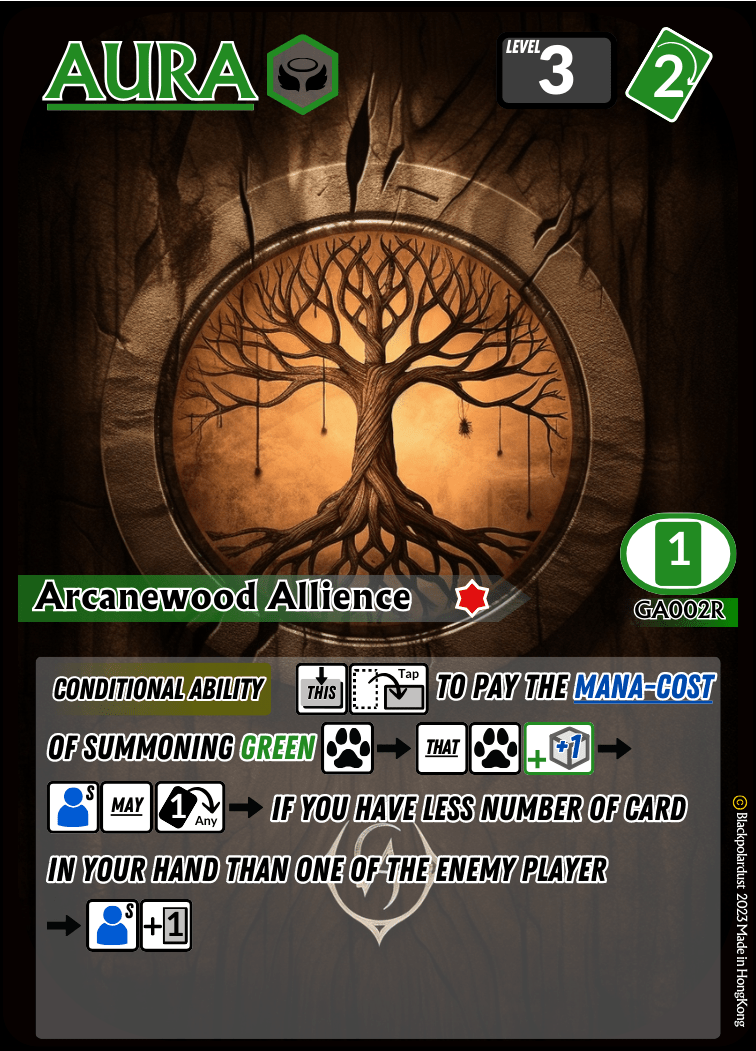 AURA
LEVEL 3
2
1
Arcanewood Allience
GA002R
CONDITIONAL ABILITY THIS Tap TO PAY THE MANA-COST
OF SUMMONING GREEN THAT + +1
S MAY 1 Any IF YOU HAVE LESS NUMBER OF CARD
IN YOUR HAND THAN ONE OF THE ENEMY PLAYER
S +1
© Blackpolardust 2023 Made in HongKong